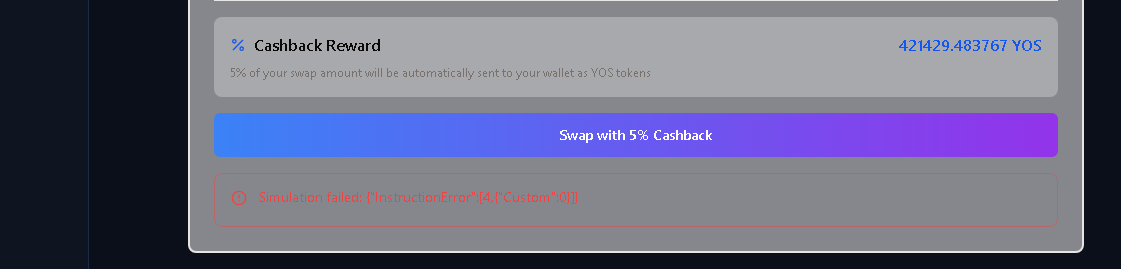 % Cashback Reward
421429.483767 YOS
5% of your swap amount will be automatically sent to your wallet as YOS tokens
Swap with 5% Cashback
Simulation failed: {"InstructionError":[4,{"Custom":0}]}